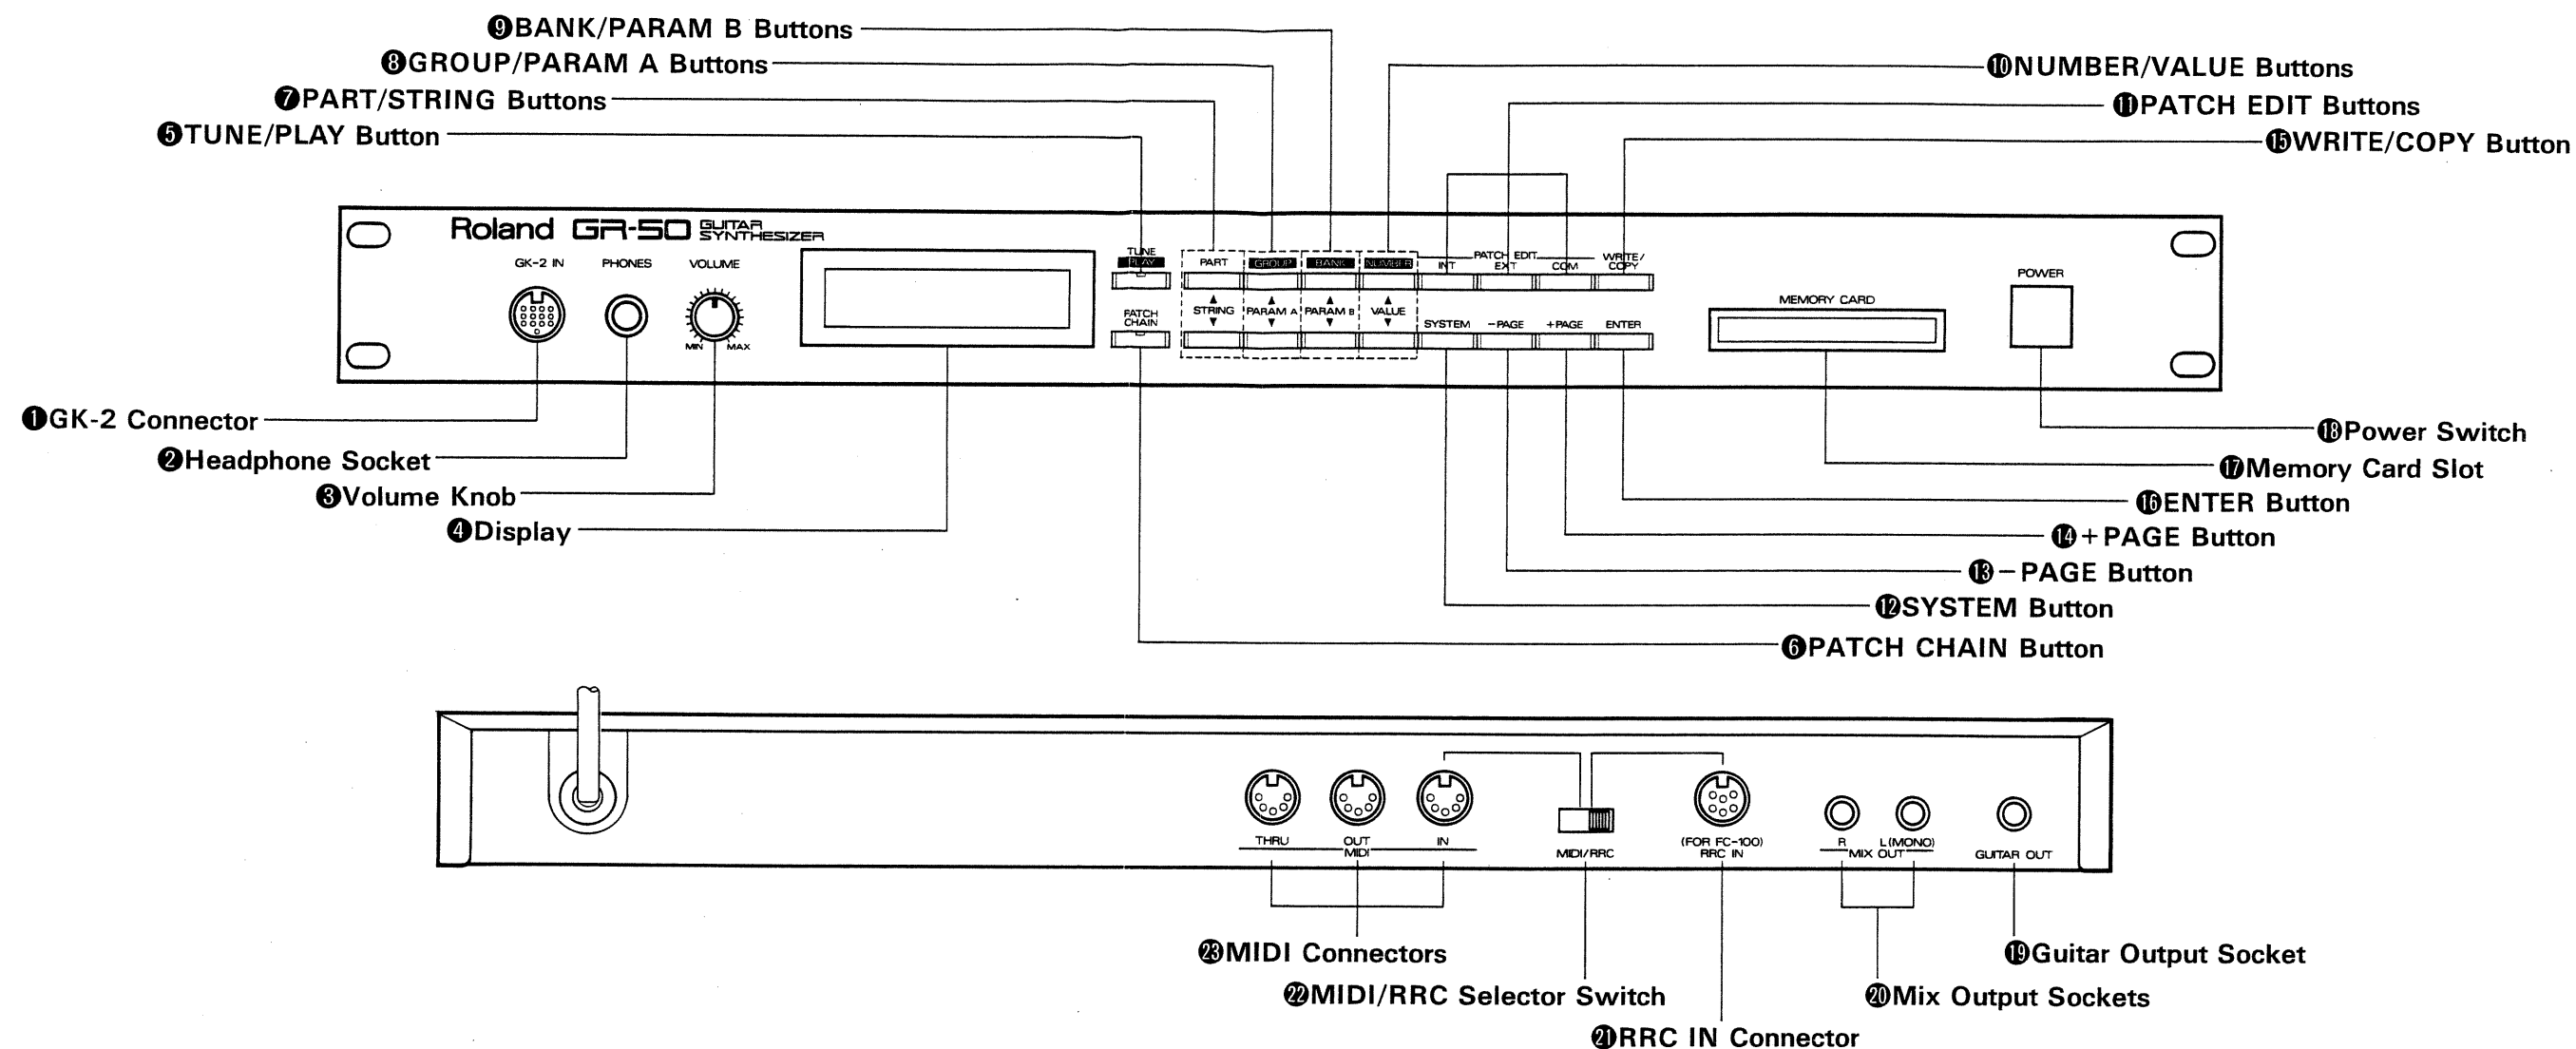 ❾BANK/PARAM B Buttons
❽GROUP/PARAM A Buttons
❼PART/STRING Buttons
❺TUNE/PLAY Button
❿NUMBER/VALUE Buttons
⓫PATCH EDIT Buttons
⓯WRITE/COPY Button
Roland GR-50 GUITAR
SYNTHESIZER
GK-2 IN
PHONES
VOLUME
MIN MAX
TUNE
PLAY
PATCH
CHAIN
PART
GROUP
BANK
NUMBER
▲
STRING
▼
▲
PARAM A
▼
▲
PARAM B
▼
▲
VALUE
▼
PATCH EDIT
INT
EXT
COM
WRITE/
COPY
SYSTEM
-PAGE
+PAGE
ENTER
MEMORY CARD
POWER
❶GK-2 Connector
❷Headphone Socket
❸Volume Knob
❹Display
⓲Power Switch
⓱Memory Card Slot
⓰ENTER Button
⓮+PAGE Button
⓭-PAGE Button
⓬SYSTEM Button
❻PATCH CHAIN Button
THRU
OUT
IN
MIDI
MIDI/RRC
(FOR FC-100)
RRC IN
R
L(MONO)
MIX OUT
GUITAR OUT
㉓MIDI Connectors
㉒MIDI/RRC Selector Switch
㉑RRC IN Connector
⓴Mix Output Sockets
⓳Guitar Output Socket